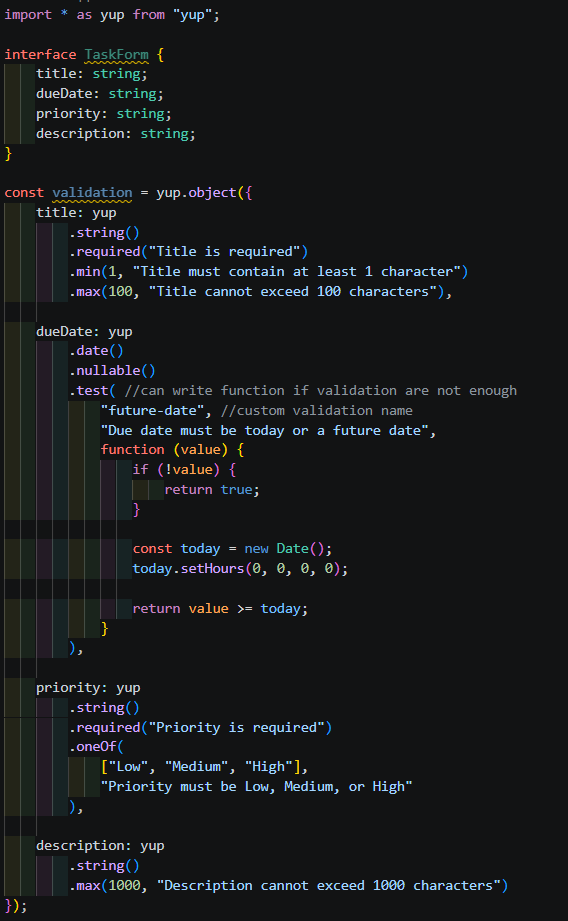 import * as yup from "yup";
interface TaskForm {
title: string;
dueDate: string;
priority: string;
description: string;
}
const validation = yup.object({
title: yup
.string()
.required("Title is required")
.min(1, "Title must contain at least 1 character")
.max(100, "Title cannot exceed 100 characters"),
dueDate: yup
.date()
.nullable()
.test( //can write function if validation are not enough
"future-date", //custom validation name
"Due date must be today or a future date",
function (value) {
if (!value) {
return true;
}
const today = new Date();
today.setHours(0, 0, 0, 0);
return value >= today;
}
),
priority: yup
.string()
.required("Priority is required")
.oneOf(
["Low", "Medium", "High"],
"Priority must be Low, Medium, or High"
),
description: yup
.string()
.max(1000, "Description cannot exceed 1000 characters")
});